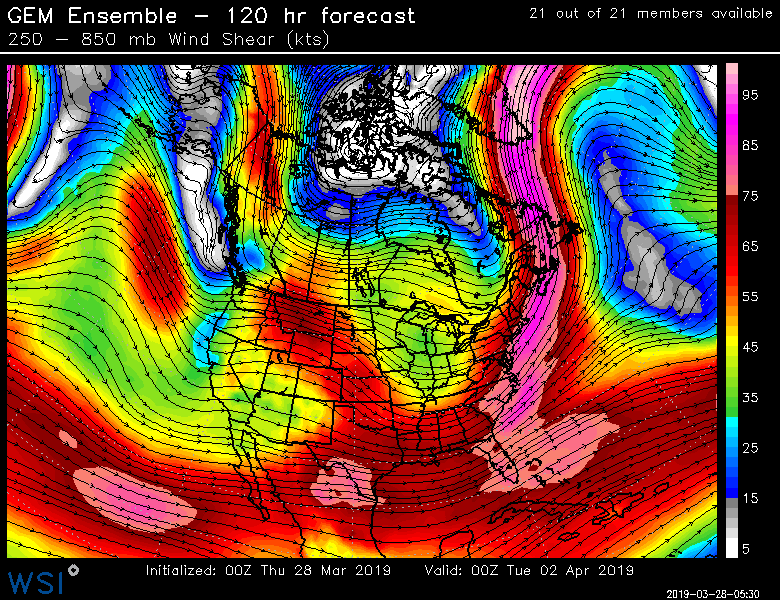 GEM Ensemble – 120 hr forecast
21 out of 21 members available
250 – 850 mb Wind Shear (kts)
95
85
75
65
55
45
35
25
15
5
Initialized: 00Z Thu 28 Mar 2019
Valid: 00Z Tue 02 Apr 2019
WSI
2019-03-28-05:30